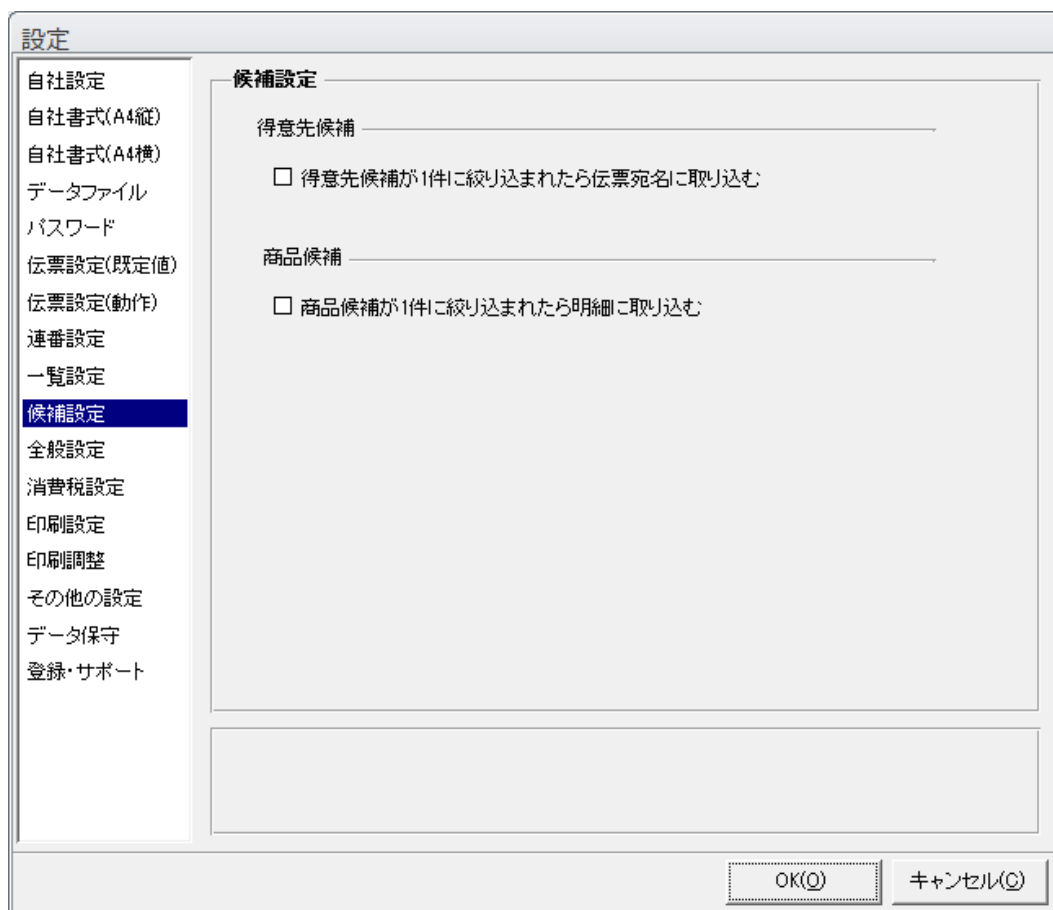 設定
自社設定
自社書式(A4縦)
自社書式(A4横)
データファイル
パスワード
伝票設定(既定値)
伝票設定(動作)
連番設定
一覧設定
候補設定
全般設定
消費税設定
印刷設定
印刷調整
その他の設定
データ保守
登録・サポート
候補設定
得意先候補
得意先候補が1件に絞り込まれたら伝票宛名に取り込む
商品候補
商品候補が1件に絞り込まれたら明細に取り込む
OK(O)
キャンセル(C)